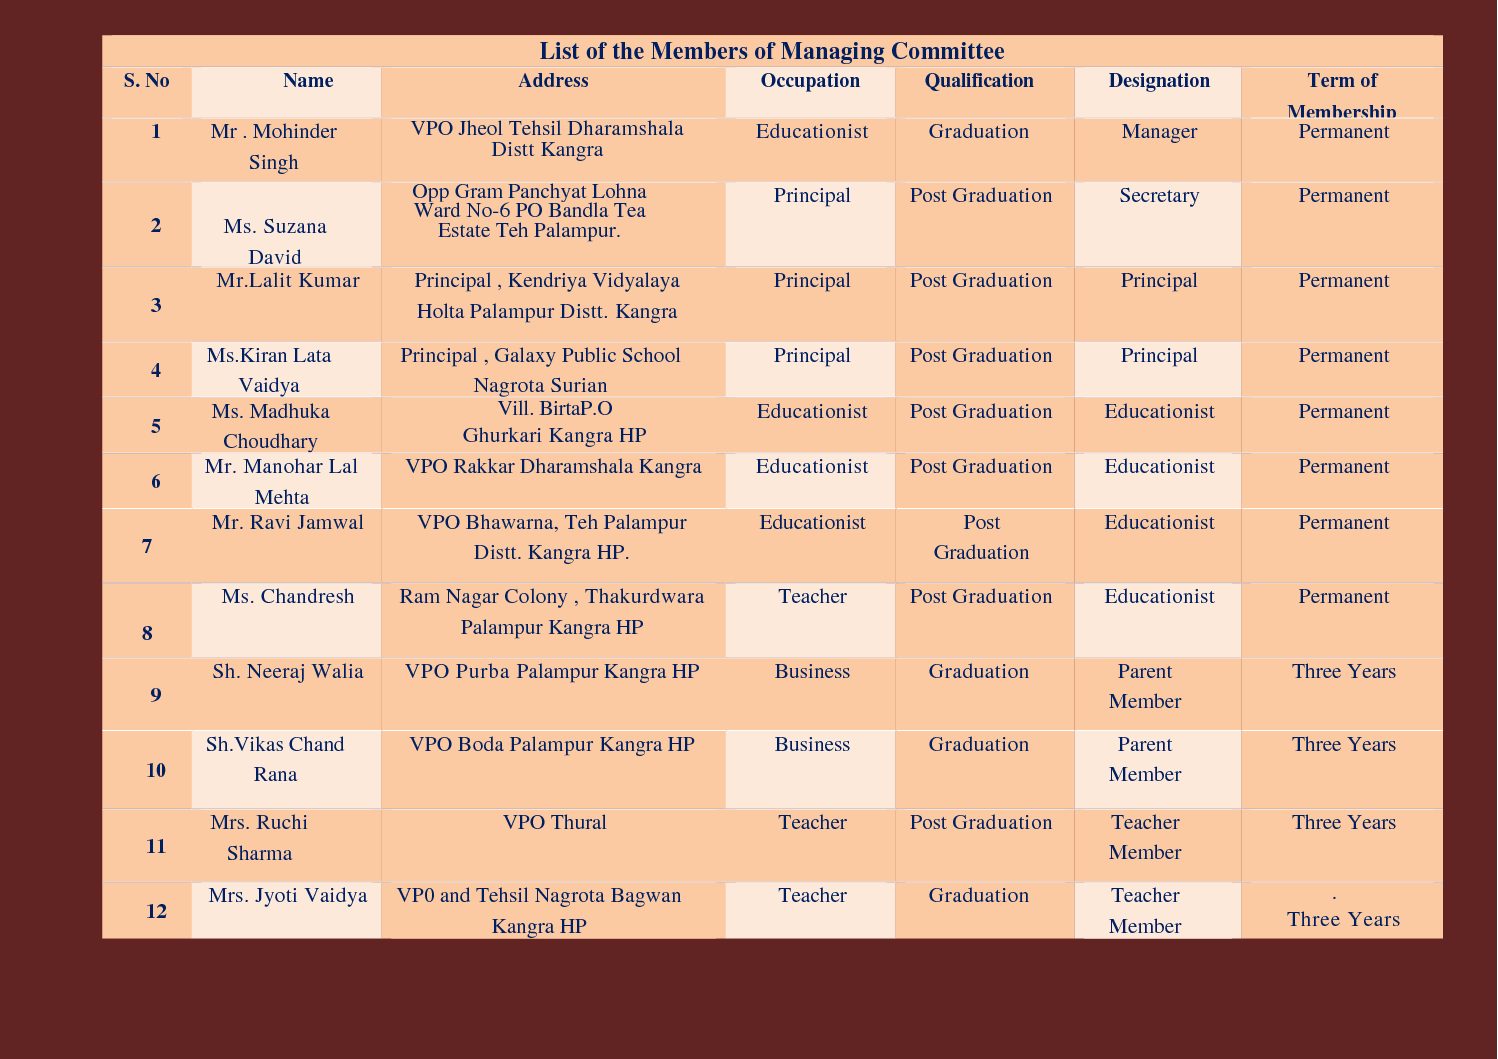 List of the Members of Managing Committee
S. No Name Address Occupation Qualification Designation Term of
Membership
1 Mr . Mohinder VPO Jheol Tehsil Dharamshala Educationist Graduation Manager Permanent
Singh Distt Kangra
2 Ms. Suzana Opp Gram Panchyat Lohna Principal Post Graduation Secretary Permanent
David Ward No-6 PO Bandla Tea
Estate Teh Palampur.
3 Mr.Lalit Kumar Principal , Kendriya Vidyalaya Principal Post Graduation Principal Permanent
Holta Palampur Distt. Kangra
4 Ms.Kiran Lata Principal , Galaxy Public School Principal Post Graduation Principal Permanent
Vaidya Nagrota Surian
5 Ms. Madhuka Vill. BirtaP.O Educationist Post Graduation Educationist Permanent
Choudhary Ghurkari Kangra HP
6 Mr. Manohar Lal VPO Rakkar Dharamshala Kangra Educationist Post Graduation Educationist Permanent
Mehta
7 Mr. Ravi Jamwal VPO Bhawarna, Teh Palampur Educationist Post Educationist Permanent
Distt. Kangra HP. Graduation
8 Ms. Chandresh Ram Nagar Colony , Thakurdwara Teacher Post Graduation Educationist Permanent
Palampur Kangra HP
9 Sh. Neeraj Walia VPO Purba Palampur Kangra HP Business Graduation Parent Three Years
Member
10 Sh.Vikas Chand VPO Boda Palampur Kangra HP Business Graduation Parent Three Years
Rana Member
11 Mrs. Ruchi VPO Thural Teacher Post Graduation Teacher Three Years
Sharma Member
12 Mrs. Jyoti Vaidya VP0 and Tehsil Nagrota Bagwan Teacher Graduation Teacher .
Kangra HP Member Three Years